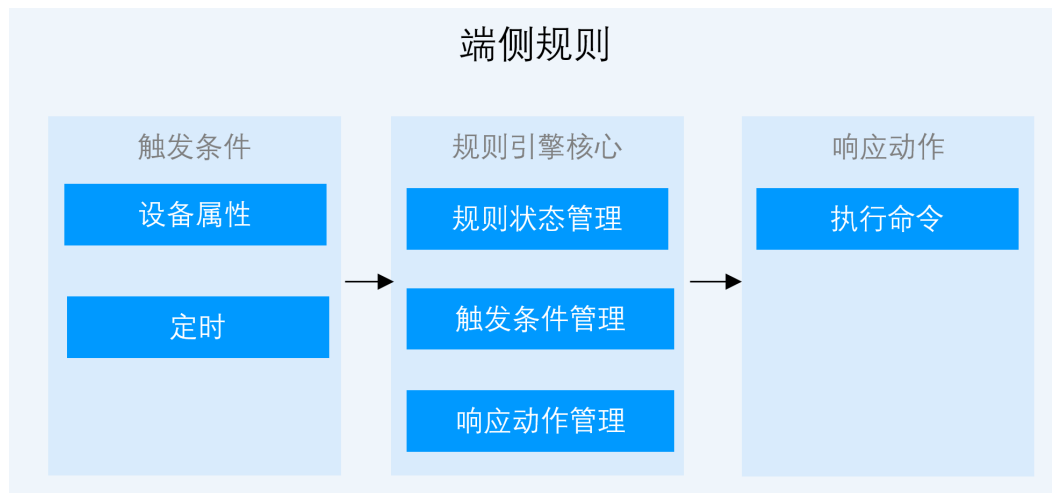 端侧规则
触发条件
设备属性
定时
规则引擎核心
规则状态管理
触发条件管理
响应动作管理
响应动作
执行命令